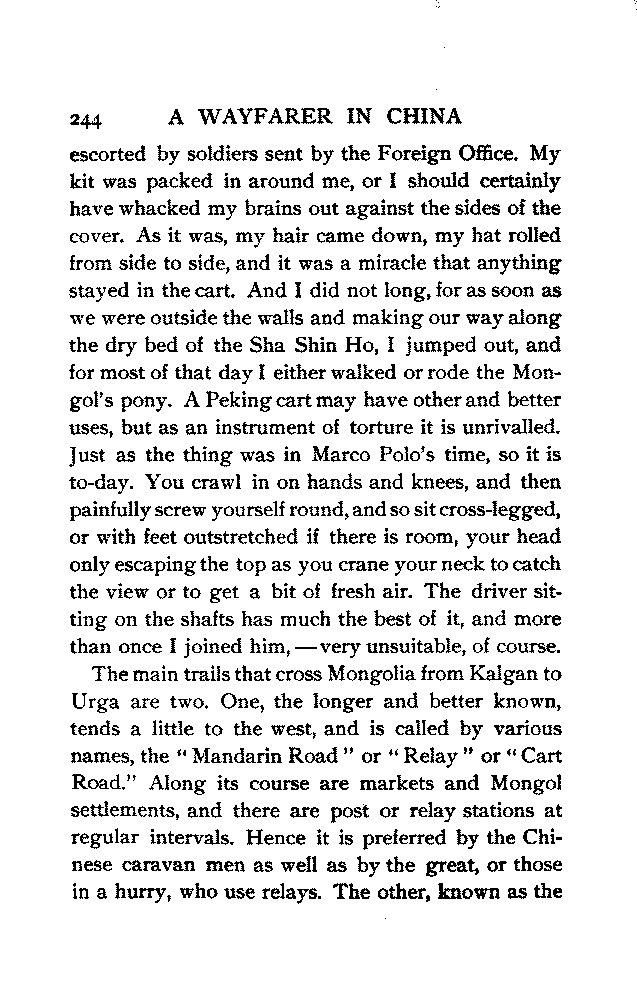 244 A WAYFARER IN CHINA
escorted by soldiers sent by the Foreign Office. My
kit was packed in around me, or I should certainly
have whacked my brains out against the sides of the
cover. As it was, my hair came down, my hat rolled
from side to side, and it was a miracle that anything
stayed in the cart. And I did not long, for as soon as
we were outside the walls and making our way along
the dry bed of the Sha Shin Ho, I jumped out, and
for most of that day I either walked or rode the Mon-
gol's pony. A Peking cart may have other and better
uses, but as an instrument of torture it is unrivalled.
Just as the thing was in Marco Polo's time, so it is
to-day. You crawl in on hands and knees, and then
painfully screw yourself round, and so sit cross-legged,
or with feet outstretched if there is room, your head
only escaping the top as you crane your neck to catch
the view or to get a bit of fresh air. The driver sit-
ting on the shafts has much the best of it, and more
than once I joined him, — very unsuitable, of course.
The main trails that cross Mongolia from Kalgan to
Urga are two. One, the longer and better known,
tends a little to the west, and is called by various
names, the " Mandarin Road " or " Relay " or " Cart
Road." Along its course are markets and Mongol
settlements, and there are post or relay stations at
regular intervals. Hence it is preferred by the Chi-
nese caravan men as well as by the great, or those
in a hurry, who use relays. The other, known as the